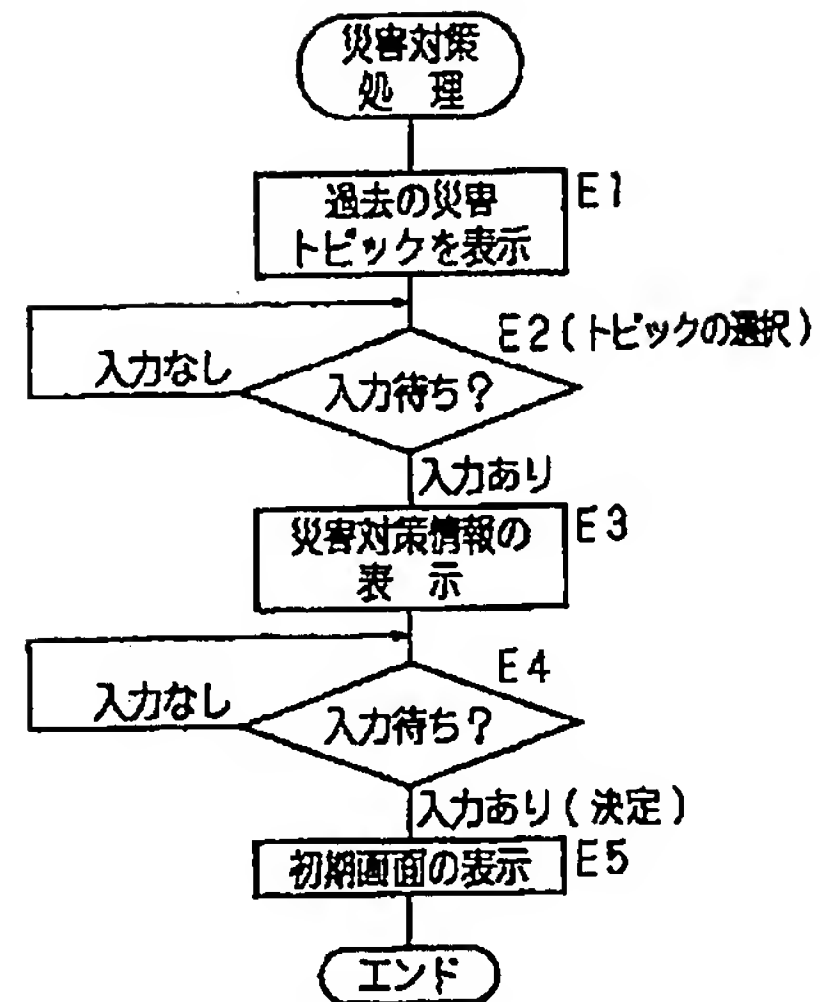 災害対策
処 理
過去の災害
トピックを表示
E1
E2(トピックの選択)
入力なし
入力待ち?
入力あり
災害対策情報の
表 示
E3
E4
入力なし
入力待ち?
入力あり(決定)
初期画面の表示
E5
エンド